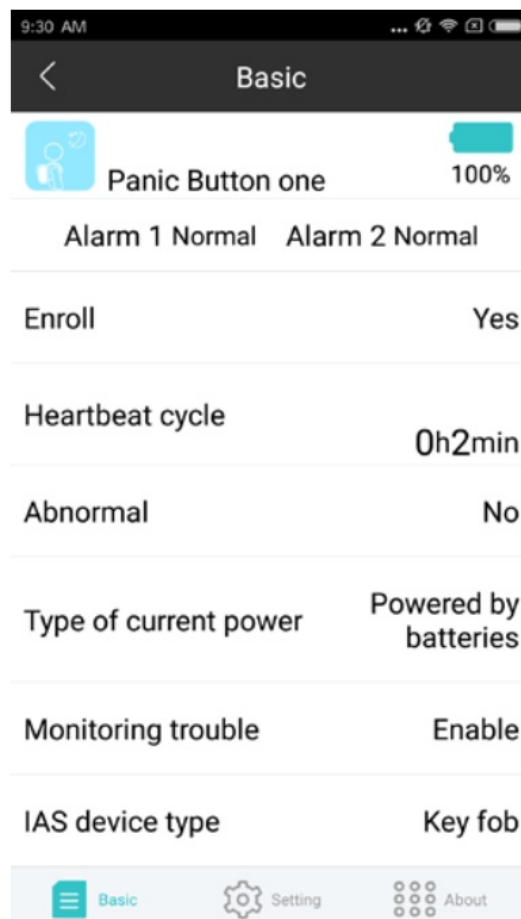 9:30 AM
Basic
Panic Button one
100%
Alarm 1 Normal Alarm 2 Normal
Enroll Yes
Heartbeat cycle
0h2min
Abnormal No
Type of current power Powered by
batteries
Monitoring trouble Enable
IAS device type Key fob
Basic Setting About